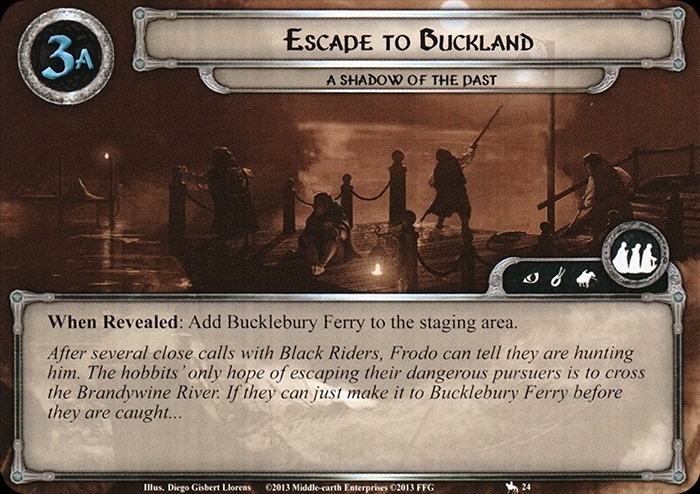 3A
Escape to Buckland
A Shadow of the Past
When Revealed: Add Bucklebury Ferry to the staging area.
After several close calls with Black Riders, Frodo can tell they are hunting
him. The hobbits' only hope of escaping their dangerous pursuers is to cross
the Brandywine River. If they can just make it to Bucklebury Ferry before
they are caught...
Illus. Diego Gisbert Llorens ©2013 Middle-earth Enterprises ©2013 FFG 24